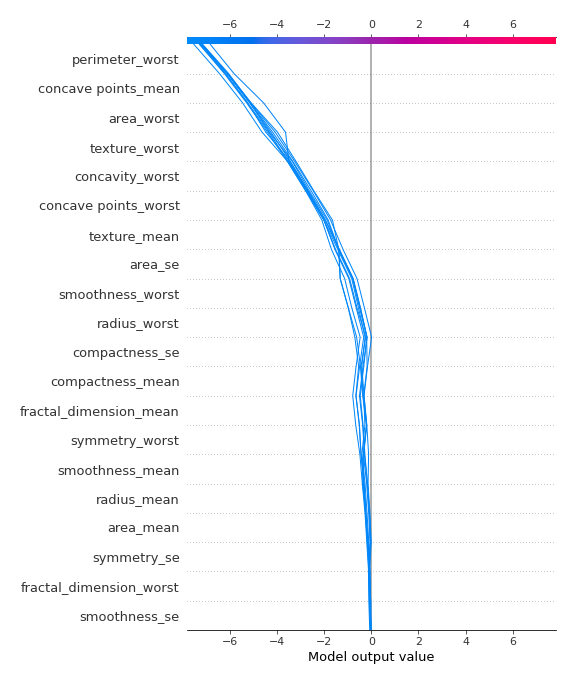 −6 −4 −2 0 2 4 6
perimeter_worst
concave points_mean
area_worst
texture_worst
concavity_worst
concave points_worst
texture_mean
area_se
smoothness_worst
radius_worst
compactness_se
compactness_mean
fractal_dimension_mean
symmetry_worst
smoothness_mean
radius_mean
area_mean
symmetry_se
fractal_dimension_worst
smoothness_se
−6 −4 −2 0 2 4 6
Model output value